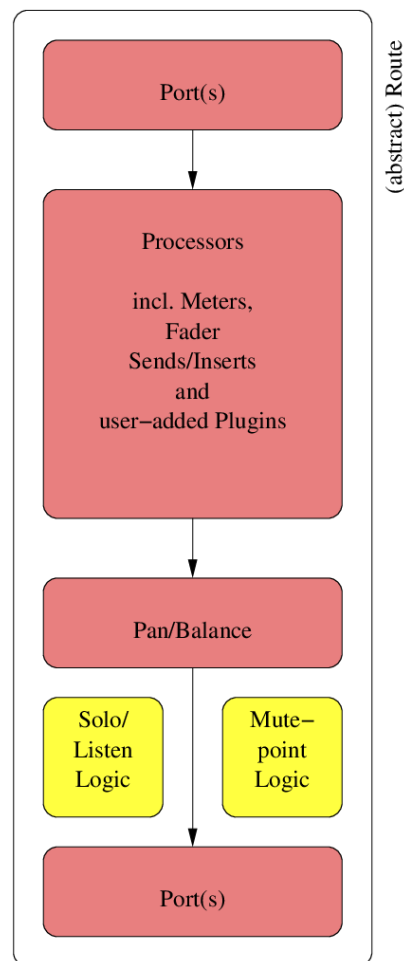 (abstract) Route
Port(s)
Processors
incl. Meters,
Fader
Sends/Inserts
and
user−added Plugins
Pan/Balance
Solo/
Listen
Logic
Mute−
point
Logic
Port(s)